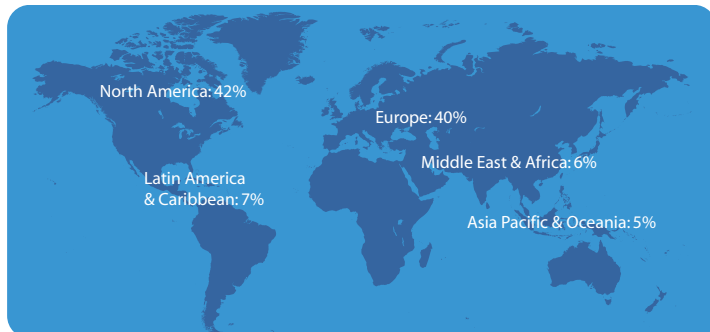 North America: 42%
Europe: 40%
Middle East & Africa: 6%
Latin America
& Caribbean: 7%
Asia Pacific & Oceania: 5%